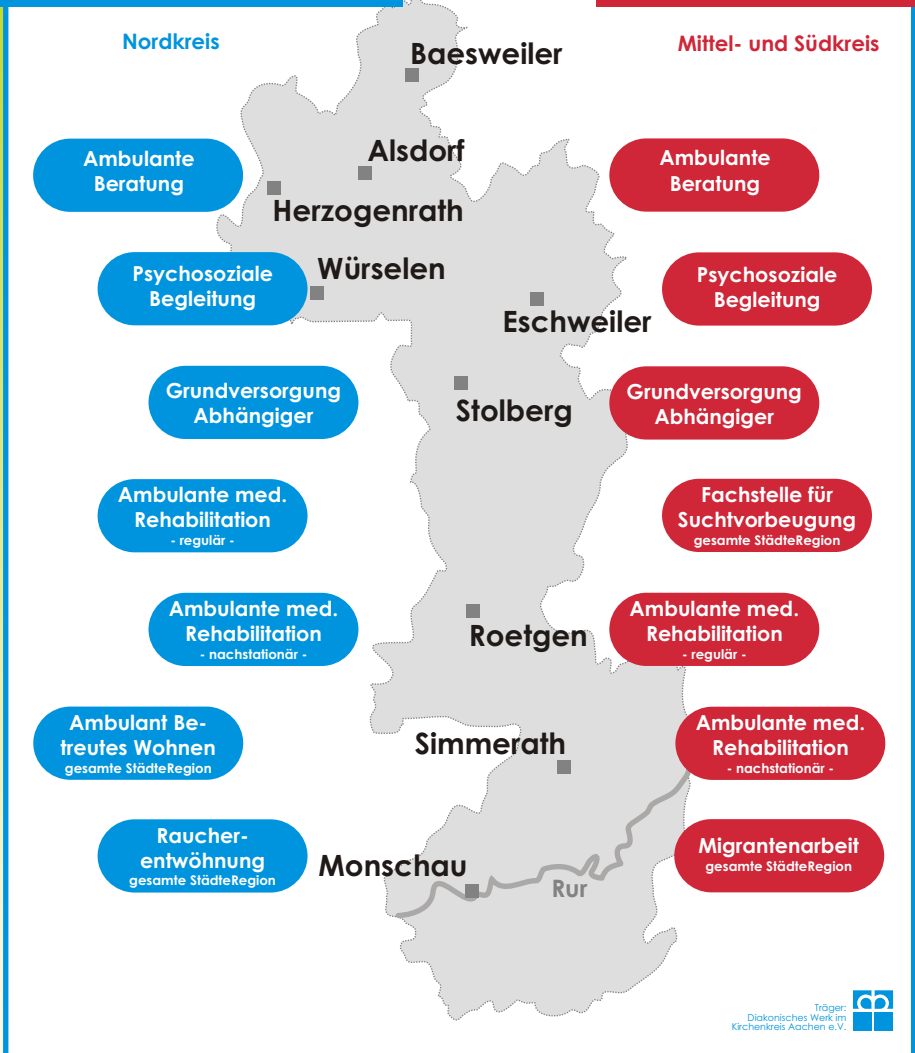 Nordkreis
Ambulante
Beratung
Psychosoziale
Begleitung
Grundversorgung
Abhängiger
Ambulante med.
Rehabilitation
- regulär -
Ambulante med.
Rehabilitation
- nachstationär -
Ambulant Be-
treutes Wohnen
gesamte StädteRegion
Raucher-
entwöhnung
gesamte StädteRegion
Baesweiler
Alsdorf
Herzogenrath
Würselen
Eschweiler
Stolberg
Roetgen
Simmerath
Monschau
Rur
Mittel- und Südkreis
Ambulante
Beratung
Psychosoziale
Begleitung
Grundversorgung
Abhängiger
Fachstelle für
Suchtvorbeugung
gesamte StädteRegion
Ambulante med.
Rehabilitation
- regulär -
Ambulante med.
Rehabilitation
- nachstationär -
Migrantenarbeit
gesamte StädteRegion
Träger:
Diakonisches Werk im
Kirchenkreis Aachen e.V.